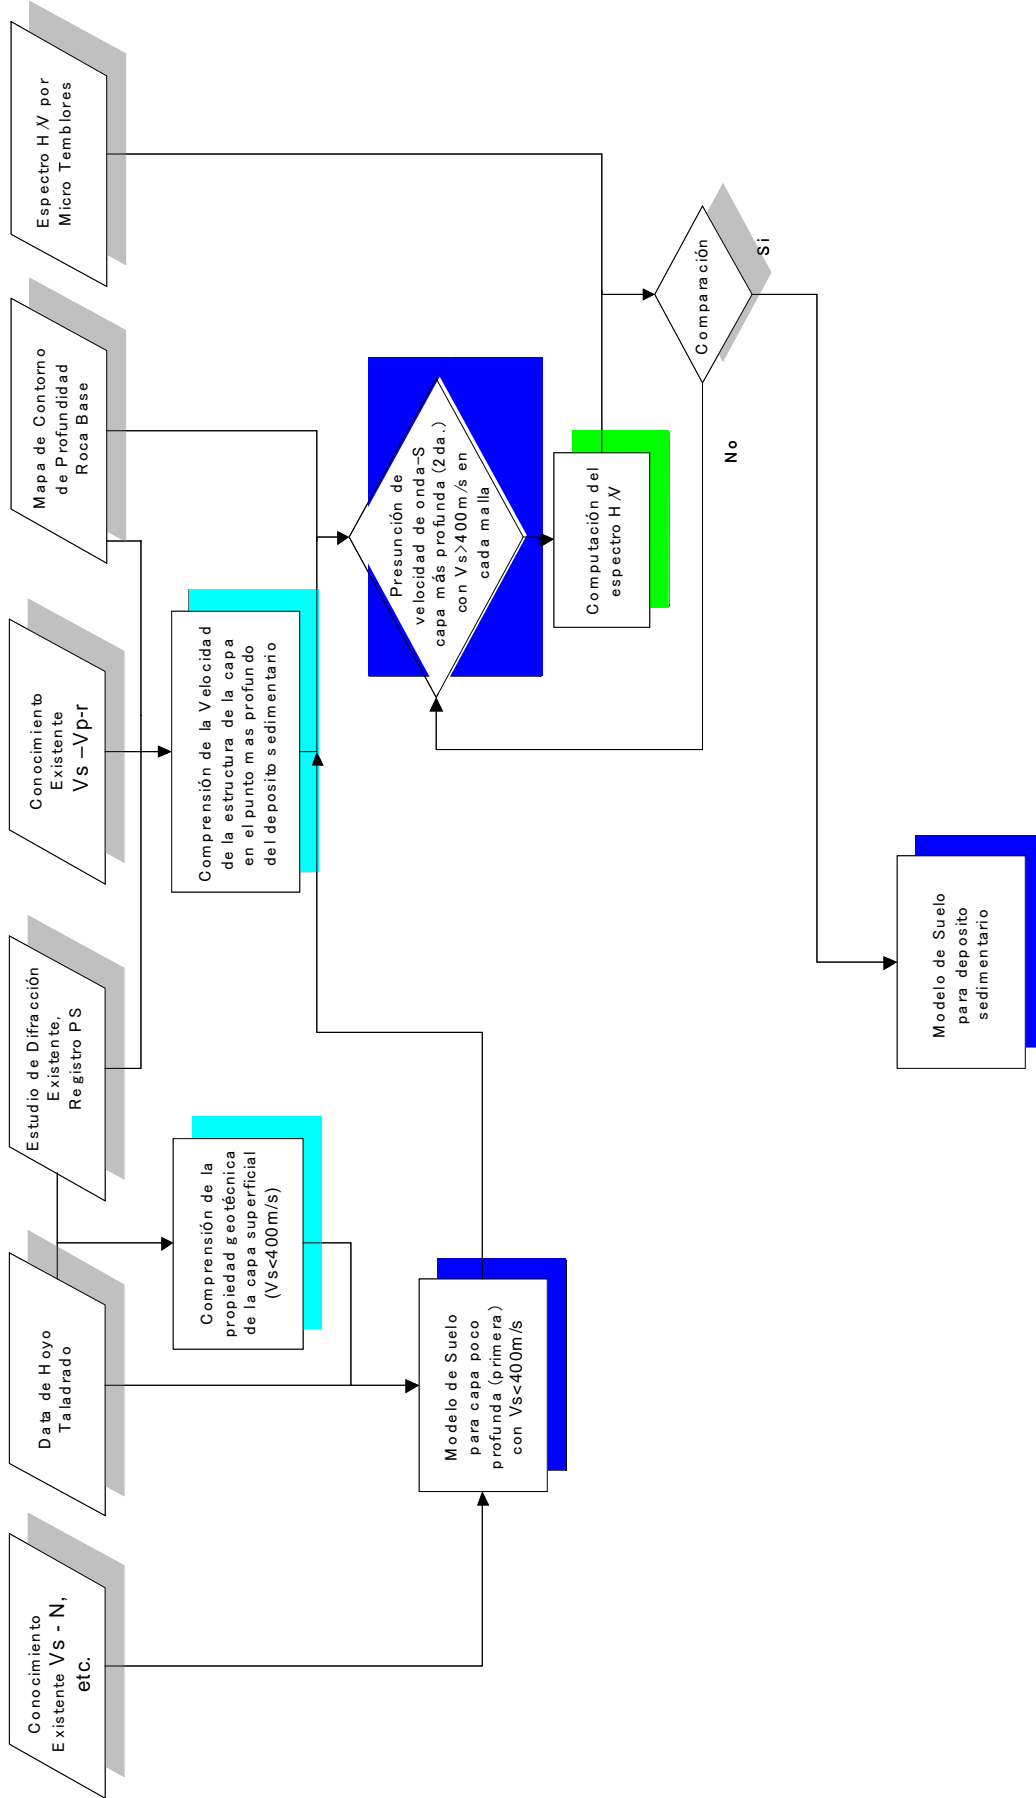 Conocimiento
Existente Vs - N,
etc.
Data de Hoyo
Taladrado
Estudio de Difracción
Existente,
Registro PS
Conocimiento
Existente
Vs –Vp-r
Mapa de Contorno
de Profundidad
Roca Base
Espectro H/V por
Micro Temblores
Comprensión de la
propiedad geotécnica
de la capa superficial
(Vs<400m/s)
Comprensión de la Velocidad
de la estructura de la capa
en el punto mas profundo
del deposito sedimentario
Modelo de Suelo
para capa poco
profunda (primera)
con Vs<400m/s
Presunción de
velocidad de onda-S
capa más profunda (2 da.)
con Vs>400m/s en
cada malla
Computación del
espectro H/V
Comparación
No
Si
Modelo de Suelo
para deposito
sedimentario